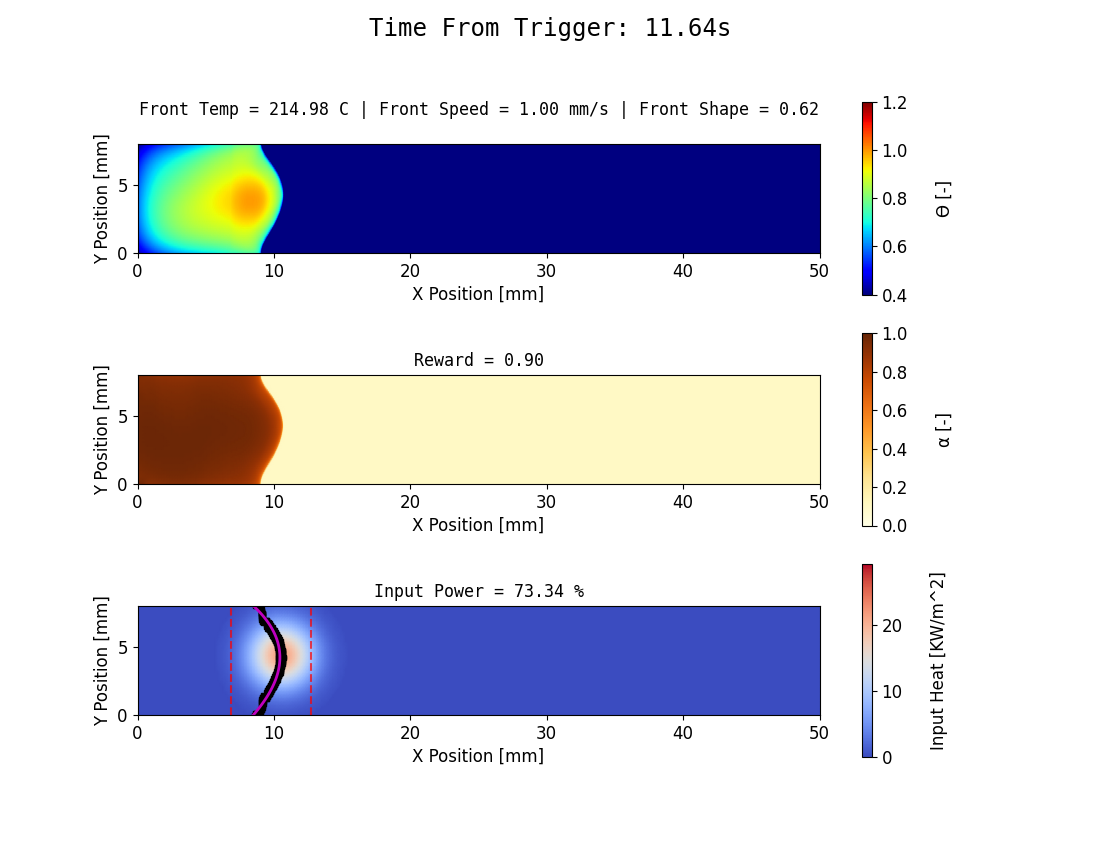 Time From Trigger: 11.64s
Front Temp = 214.98 C | Front Speed = 1.00 mm/s | Front Shape = 0.62
Y Position [mm]
5
0
0 10 20 30 40 50
X Position [mm]
1.2
1.0
0.8
0.6
0.4
Θ [-]
Reward = 0.90
Y Position [mm]
5
0
0 10 20 30 40 50
X Position [mm]
1.0
0.8
0.6
0.4
0.2
0.0
α [-]
Input Power = 73.34 %
Y Position [mm]
5
0
0 10 20 30 40 50
X Position [mm]
20
10
0
Input Heat [KW/m^2]